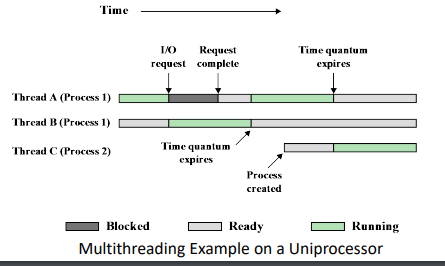 Time
I/O
request
Request
complete
Time quantum
expires
Thread A (Process 1)
Thread B (Process 1)
Thread C (Process 2)
Time quantum
expires
Process
created
Blocked
Ready
Running
Multithreading Example on a Uniprocessor